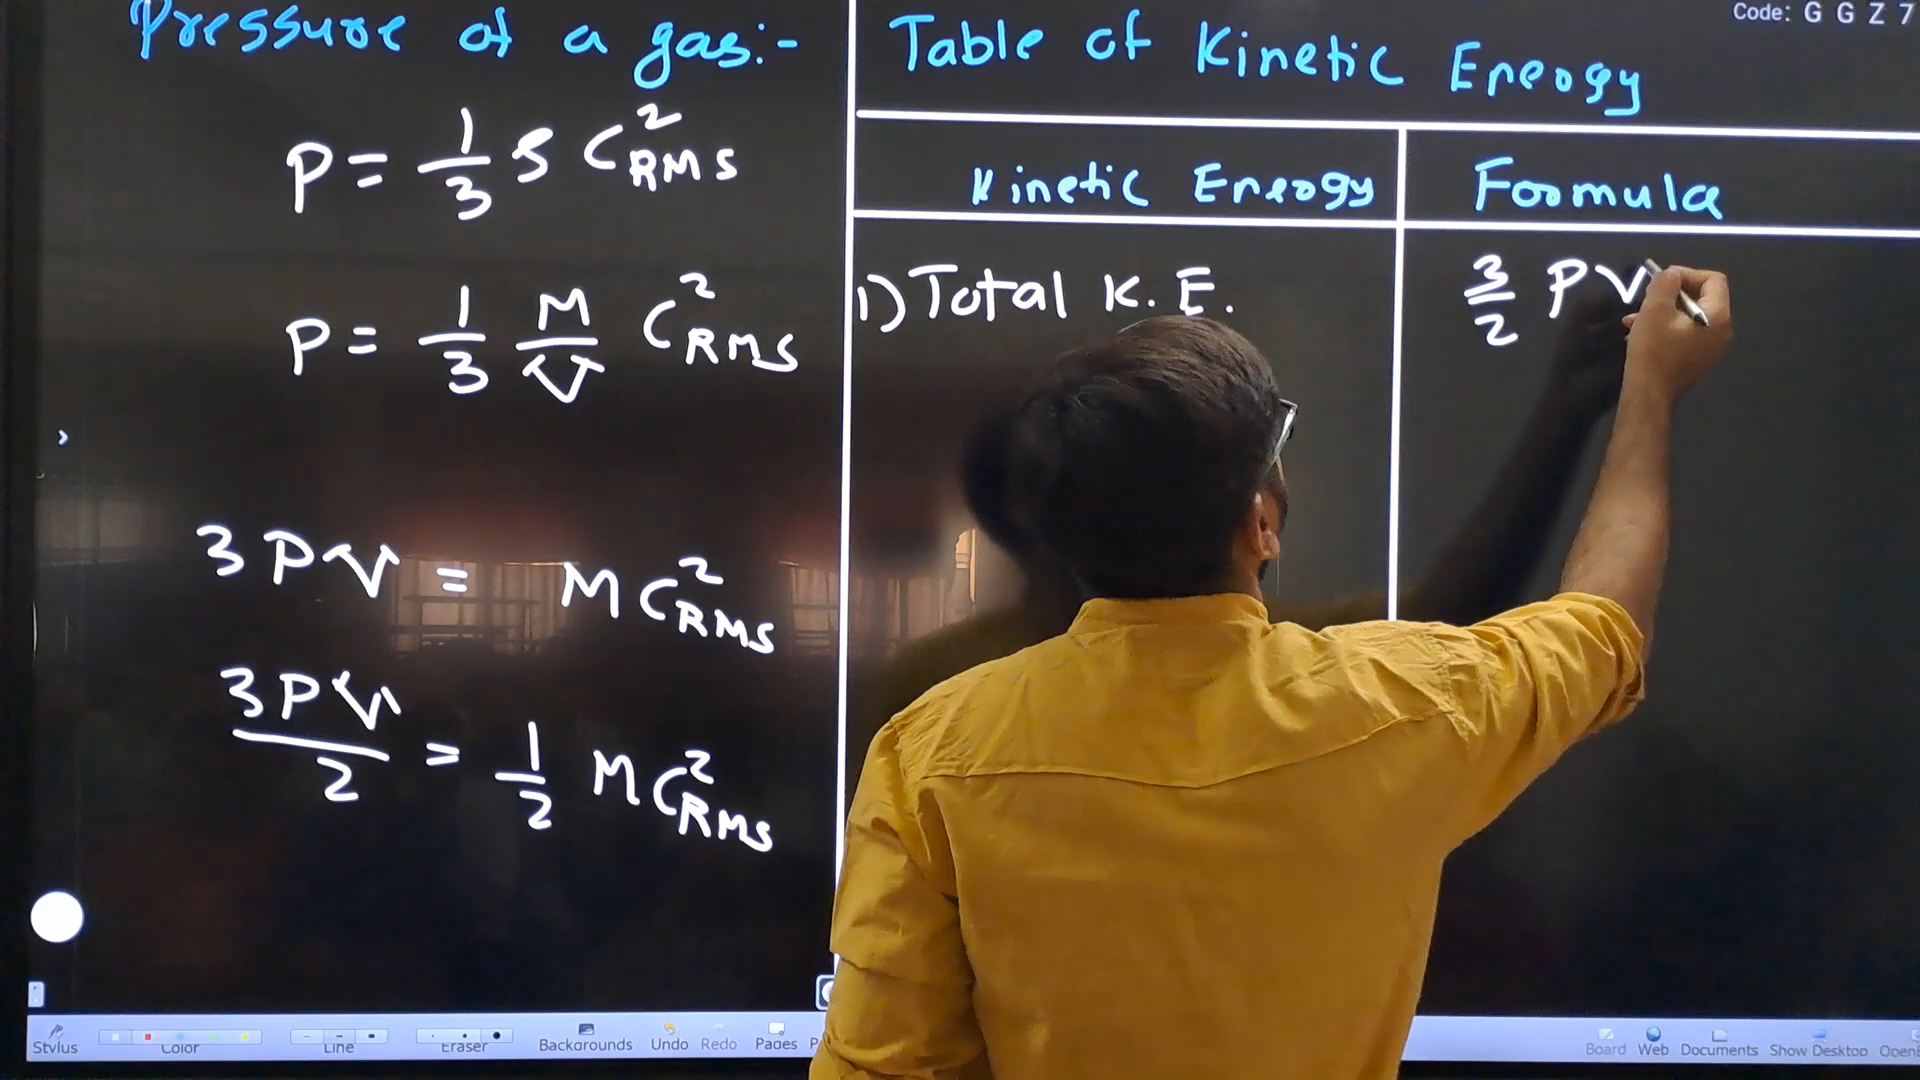 Code: G G Z 7
Pressure of a gas:-
P = 1/3 ρ C²RMS
P = 1/3 M/V C²RMS
3PV = MC²RMS
3PV/2 = 1/2 MC²RMS
Table of Kinetic Energy
Kinetic Energy Formula
1) Total K.E. 3/2 PV
Stylus Color Line Eraser Backgrounds Undo Redo Pages Board Web Documents Show Desktop